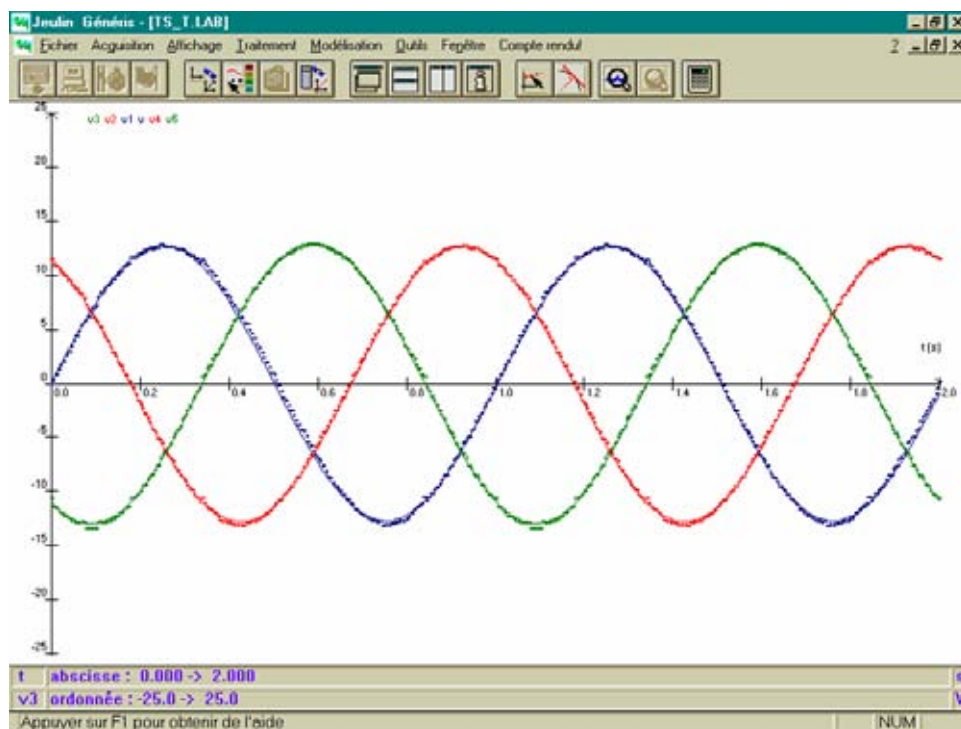 Jeulin Généris - [TS_T.LAB]
Fichier Acquisition Affichage Traitement Modélisation Outils Fenêtre Compte rendu! ?
25
v3 v2 v1 v v4 v5
20
15
10
5
t(s)
0
0.0 0.2 0.4 0.6 0.8 1.0 1.2 1.4 1.6 1.8 2.0
-5
-10
-15
-20
-25
t abscisse : 0.000 -> 2.000 s
v3 ordonnée : -25.0 -> 25.0 V
Appuyer sur F1 pour obtenir de l'aide NUM